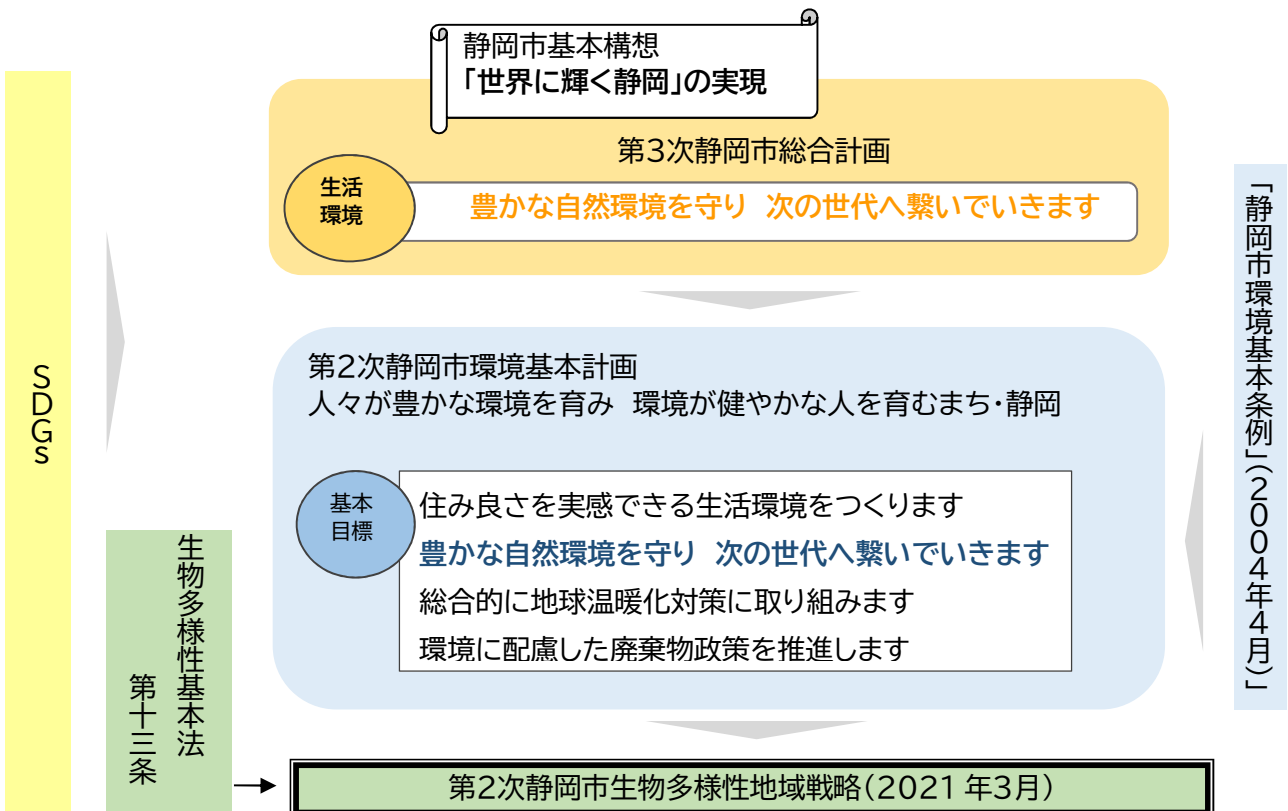 静岡市基本構想
「世界に輝く静岡」の実現
第3次静岡市総合計画
生活
環境
豊かな自然環境を守り 次の世代へ繋いでいきます
第2次静岡市環境基本計画
人々が豊かな環境を育み 環境が健やかな人を育むまち・静岡
基本
目標
住み良さを実感できる生活環境をつくります
豊かな自然環境を守り 次の世代へ繋いでいきます
総合的に地球温暖化対策に取り組みます
環境に配慮した廃棄物政策を推進します
SDGs
生物多様性基本法
第十三条
「静岡市環境基本条例」(2004年4月)」
第2次静岡市生物多様性地域戦略(2021年3月)